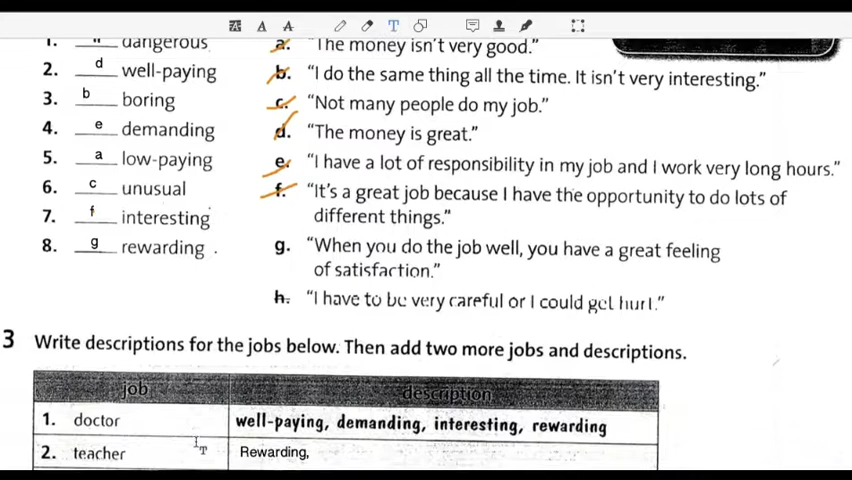 1. h dangerous a. "The money isn't very good."
2. d well-paying b. "I do the same thing all the time. It isn't very interesting."
3. b boring c. "Not many people do my job."
4. e demanding d. "The money is great."
5. a low-paying e. "I have a lot of responsibility in my job and I work very long hours."
6. c unusual f. "It's a great job because I have the opportunity to do lots of
7. f interesting different things."
8. g rewarding . g. "When you do the job well, you have a great feeling
of satisfaction."
h. "I have to be very careful or I could get hurt."
3 Write descriptions for the jobs below. Then add two more jobs and descriptions.
job description
1. doctor well-paying, demanding, interesting, rewarding
2. teacher Rewarding,